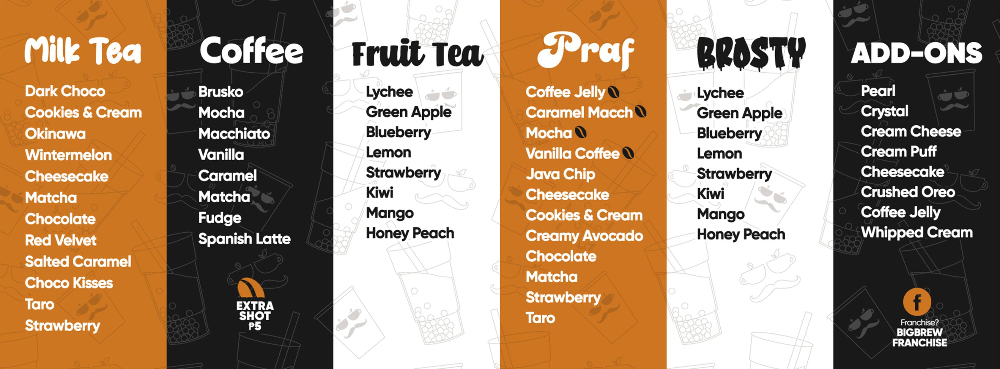 Milk Tea
Dark Choco
Cookies & Cream
Okinawa
Wintermelon
Cheesecake
Matcha
Chocolate
Red Velvet
Salted Caramel
Choco Kisses
Taro
Strawberry
Coffee
Brusko
Mocha
Macchiato
Vanilla
Caramel
Matcha
Fudge
Spanish Latte
EXTRA
SHOT
₱5
Fruit Tea
Lychee
Green Apple
Blueberry
Lemon
Strawberry
Kiwi
Mango
Honey Peach
Praf
Coffee Jelly
Caramel Macch
Mocha
Vanilla Coffee
Java Chip
Cheesecake
Cookies & Cream
Creamy Avocado
Chocolate
Matcha
Strawberry
Taro
BROSTY
Lychee
Green Apple
Blueberry
Lemon
Strawberry
Kiwi
Mango
Honey Peach
ADD-ONS
Pearl
Crystal
Cream Cheese
Cream Puff
Cheesecake
Crushed Oreo
Coffee Jelly
Whipped Cream
f
Franchise?
BIGBREW
FRANCHISE